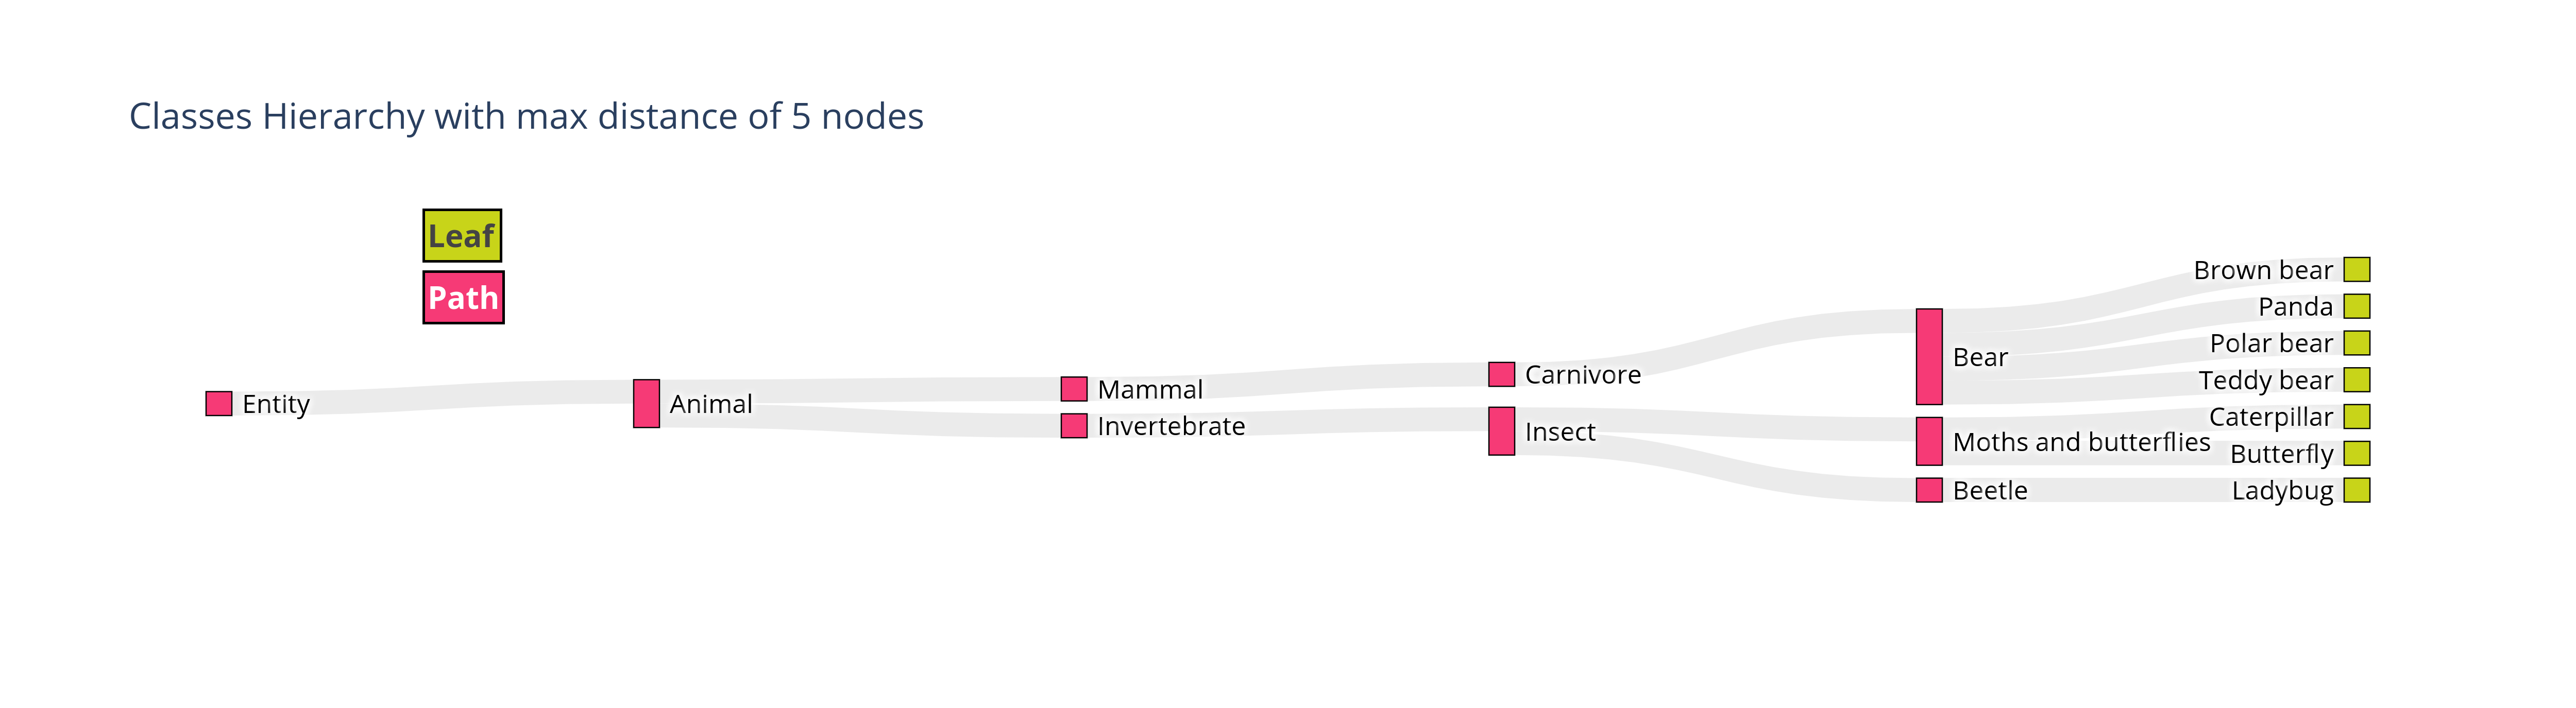 Classes Hierarchy with max distance of 5 nodes
Leaf
Path
Entity
Animal
Mammal
Invertebrate
Carnivore
Insect
Bear
Moths and butterflies
Beetle
Brown bear
Panda
Polar bear
Teddy bear
Caterpillar
Butterfly
Ladybug